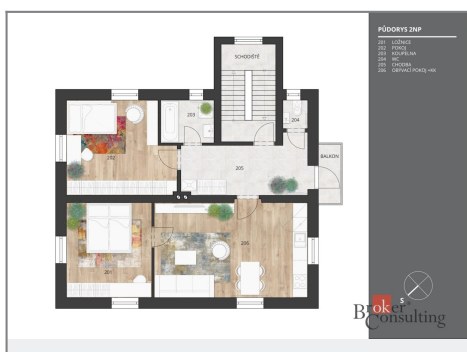 PŮDORYS 2NP
201 LOŽNICE
202 POKOJ
203 KOUPELNA
204 WC
205 CHODBA
206 OBÝVACÍ POKOJ +KK
SCHODIŠTĚ
203
204
202
205
BALKON
201
206
S
Broker
Consulting